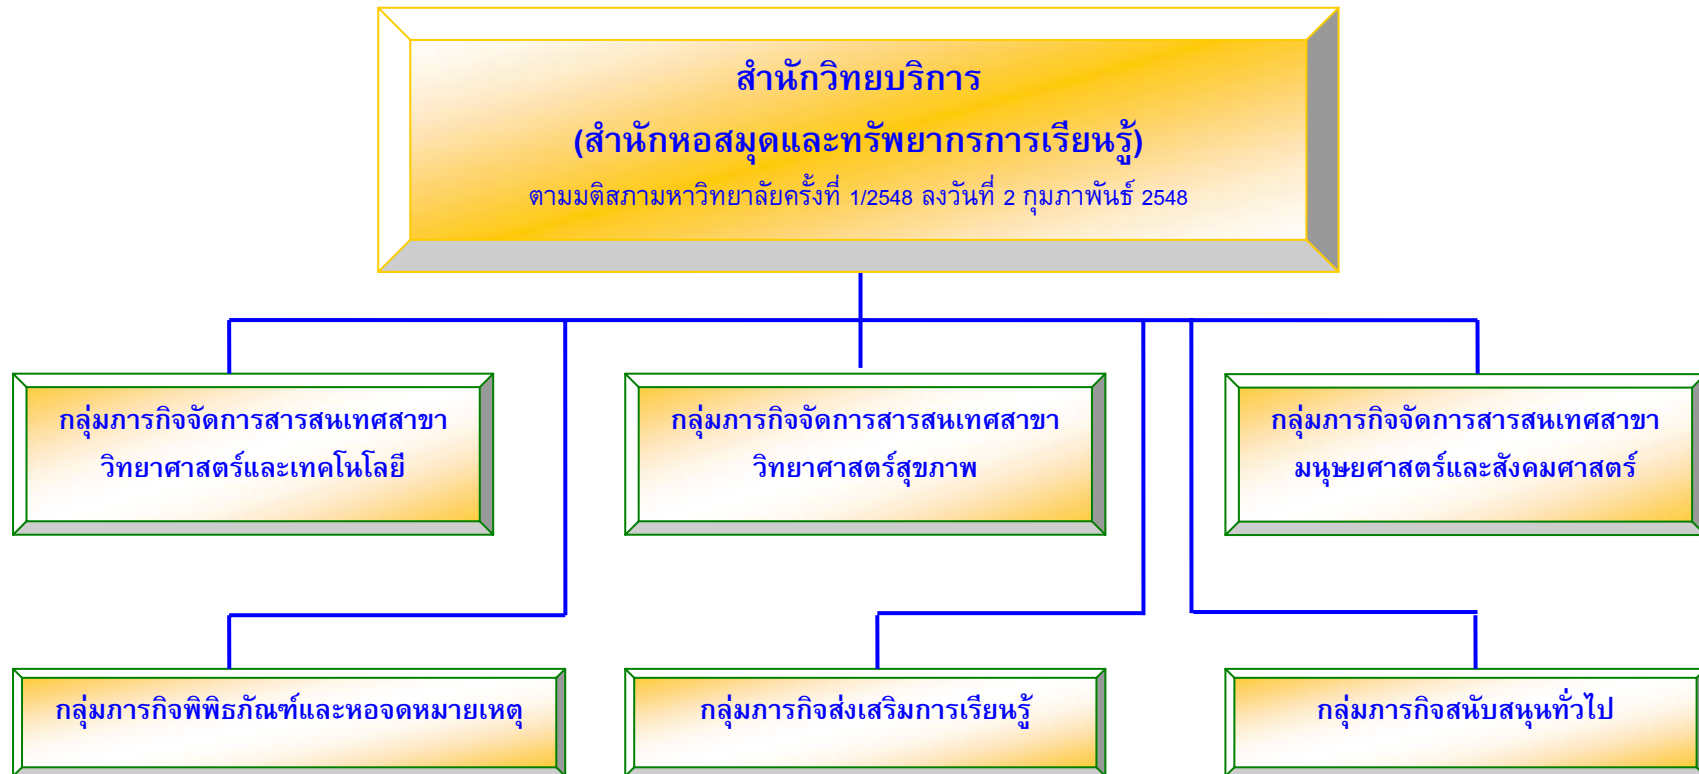 สำนักวิทยบริการ
(สำนักหอสมุดและทรัพยากรการเรียนรู้)
ตามมติสภามหาวิทยาลัยครั้งที่ 1/2548 ลงวันที่ 2 กุมภาพันธ์ 2548
กลุ่มภารกิจจัดการสารสนเทศสาขา
วิทยาศาสตร์และเทคโนโลยี
กลุ่มภารกิจจัดการสารสนเทศสาขา
วิทยาศาสตร์สุขภาพ
กลุ่มภารกิจจัดการสารสนเทศสาขา
มนุษยศาสตร์และสังคมศาสตร์
กลุ่มภารกิจพิพิธภัณฑ์และหอจดหมายเหตุ
กลุ่มภารกิจส่งเสริมการเรียนรู้
กลุ่มภารกิจสนับสนุนทั่วไป